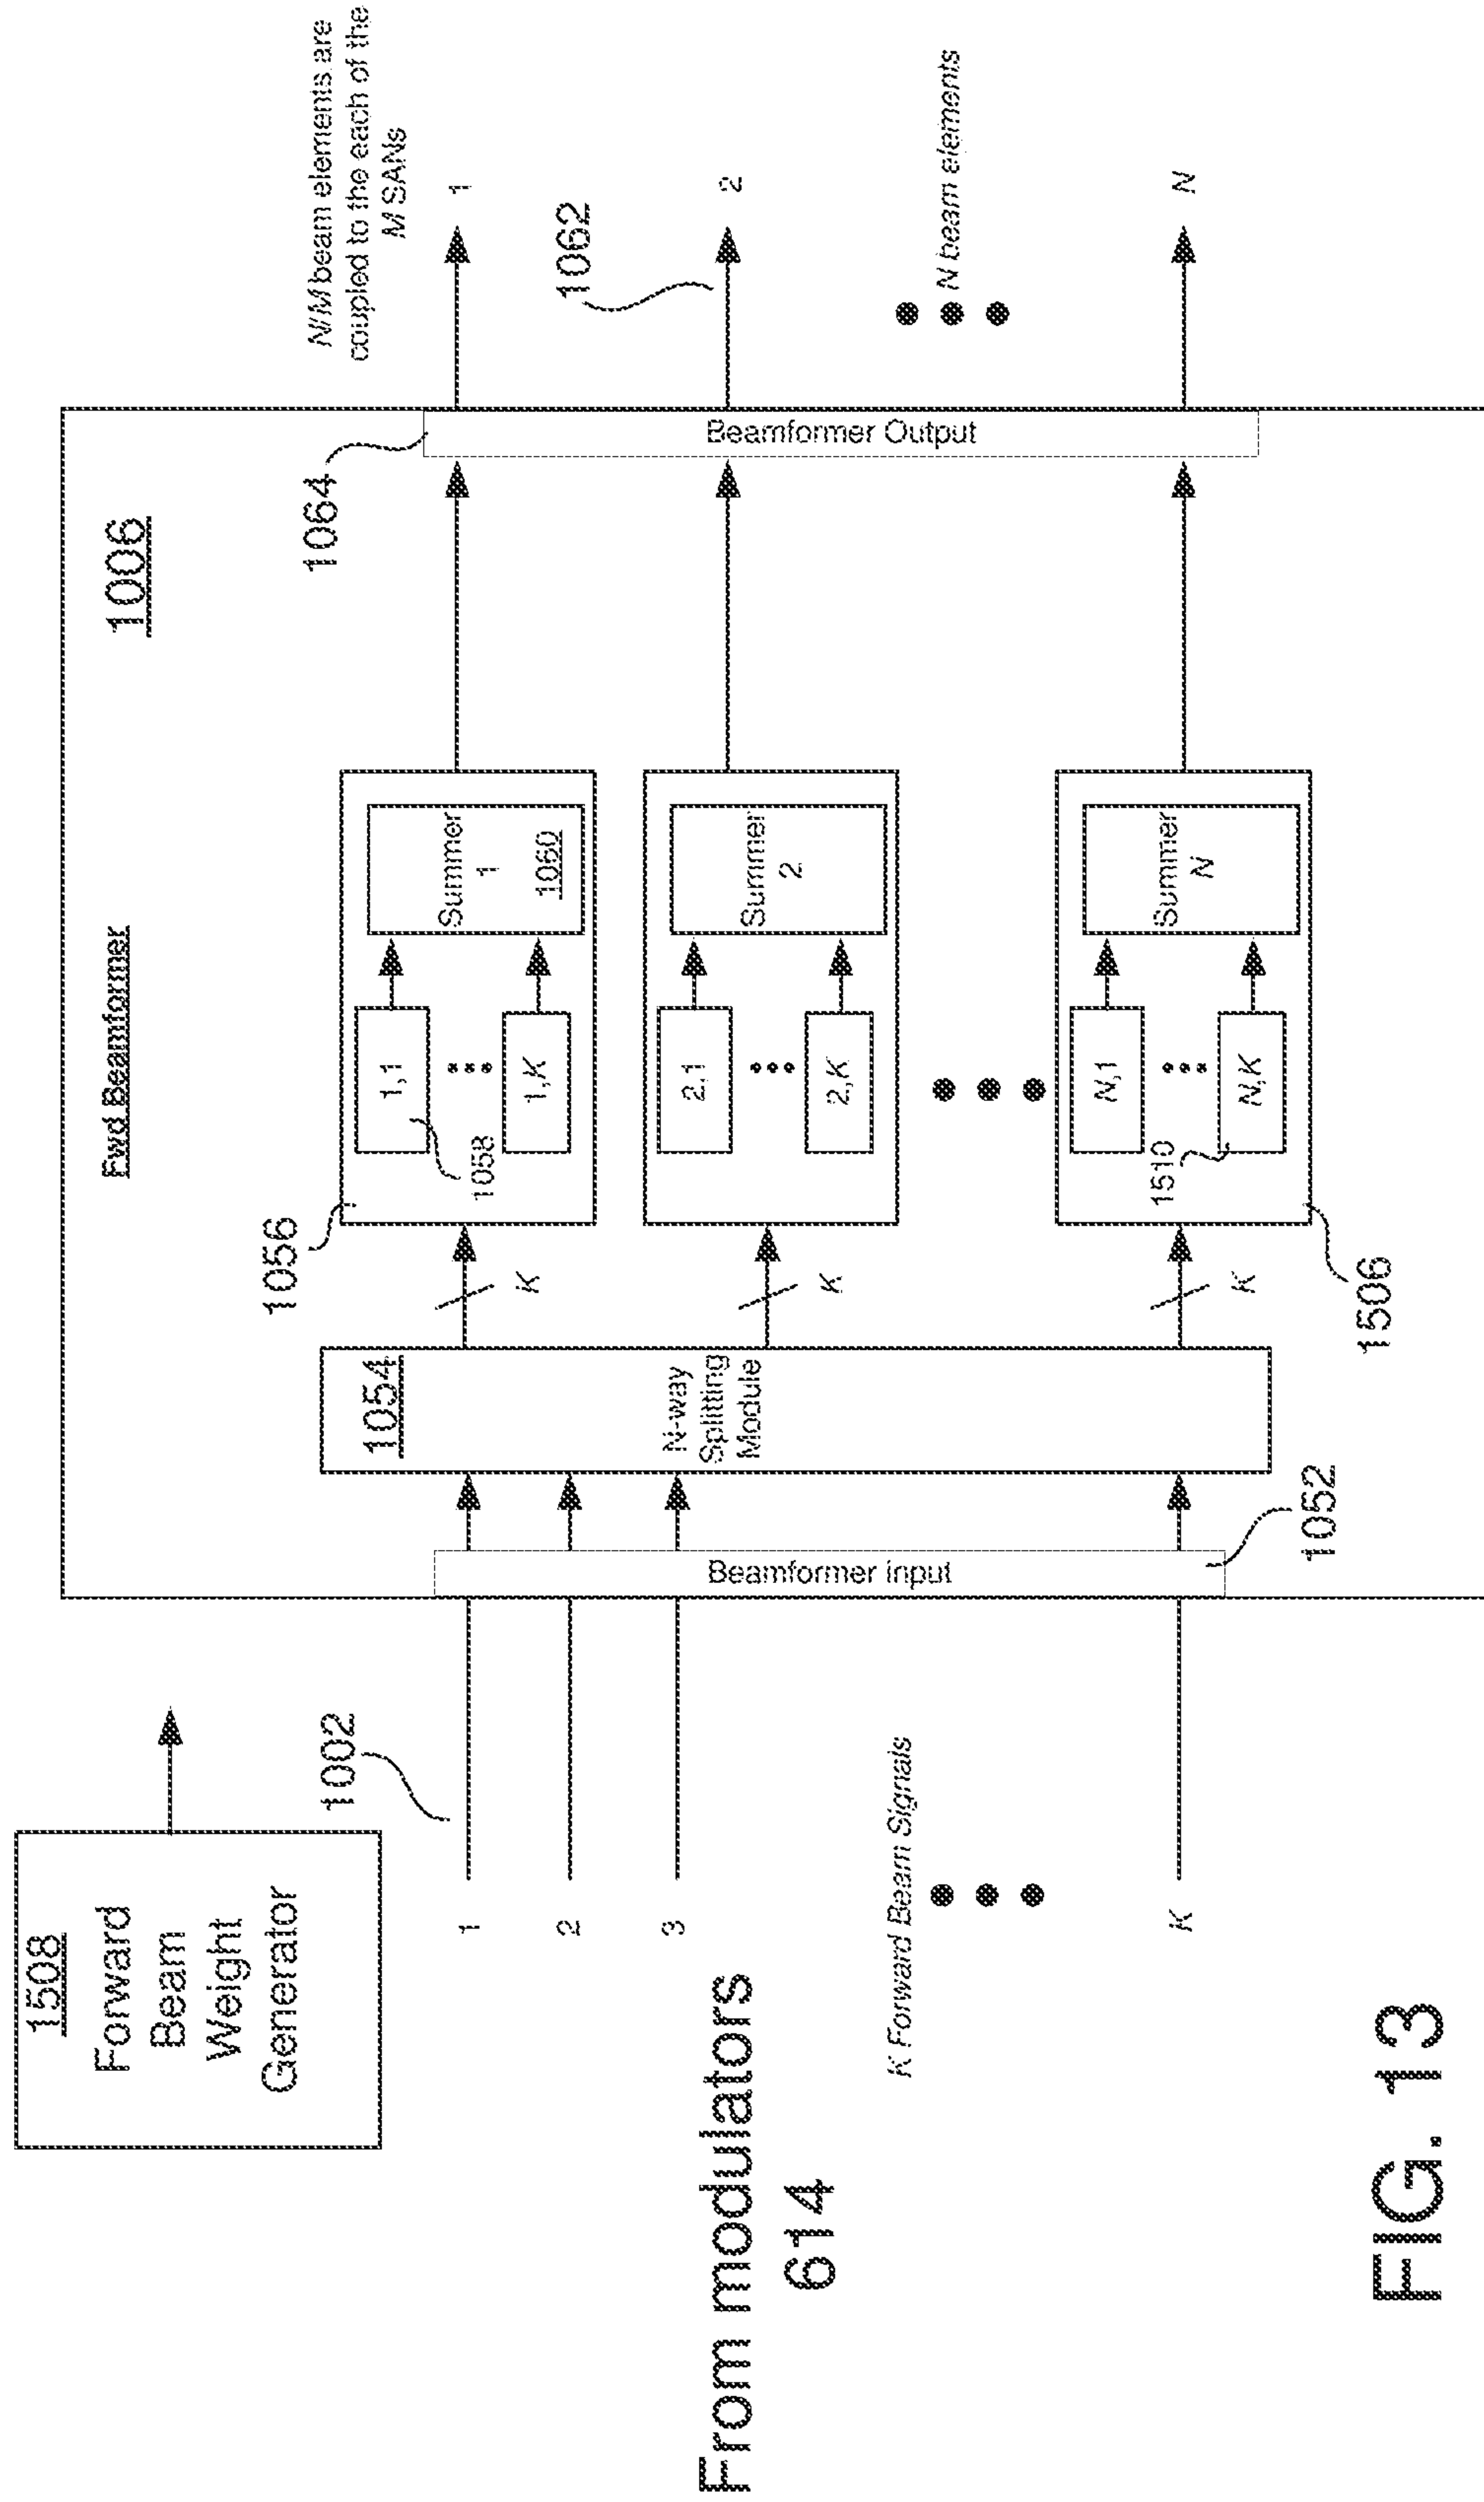 1508
Forward
Beam
Weight
Generator
Fwd Beamformer
1006
N/M beam elements are
coupled to the each of the
M SANs
1002
1
2
3
K Forward Beam Signals
K
From modulators
614
Beamformer input
1052
1054
N-way
Splitting
Module
K
K
K
1056
1,1
1058
1,K
Summer
1
1060
2,1
2,K
Summer
2
N,1
1510
N,K
Summer
N
1506
1064
Beamformer Output
1
1062
2
N beam elements
N
FIG. 13